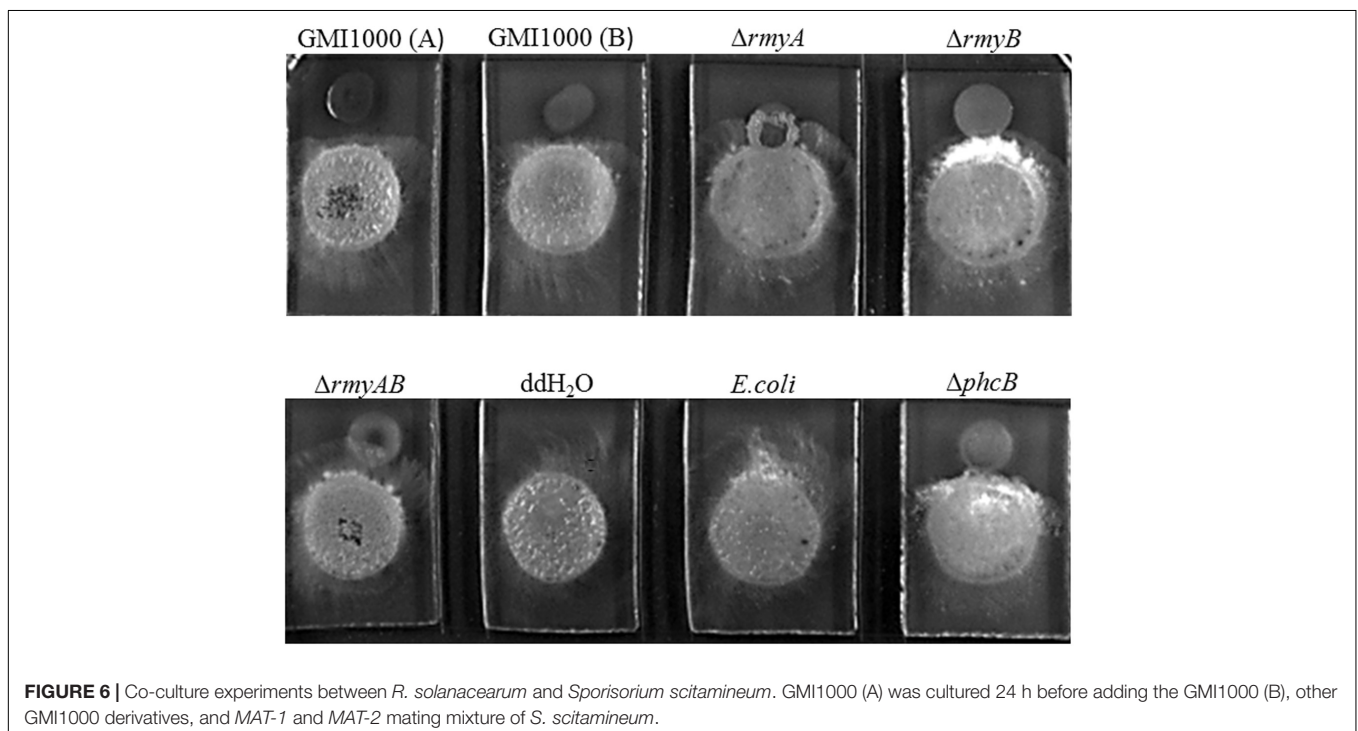 GMI1000 (A) GMI1000 (B) ΔrmyA ΔrmyB
ΔrmyAB ddH₂O E.coli ΔphcB
FIGURE 6 | Co-culture experiments between R. solanacearum and Sporisorium scitamineum. GMI1000 (A) was cultured 24 h before adding the GMI1000 (B), other
GMI1000 derivatives, and MAT-1 and MAT-2 mating mixture of S. scitamineum.